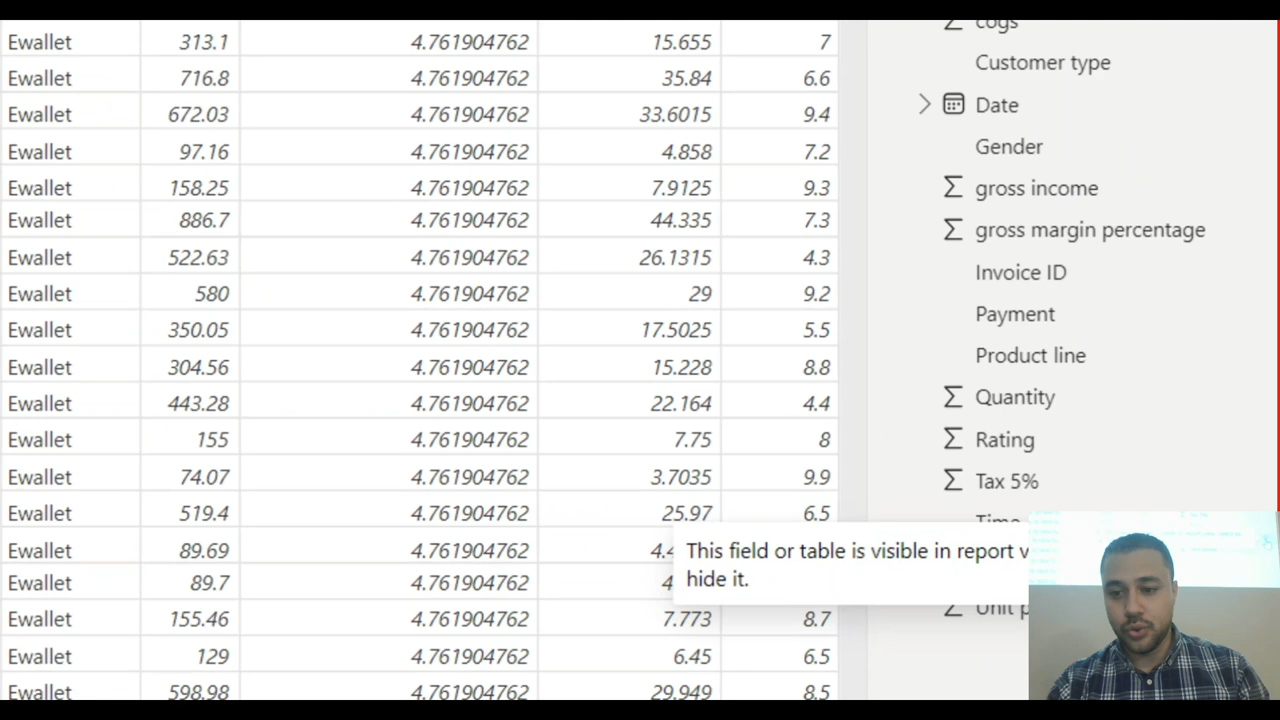 Ewallet 313.1 4.761904762 15.655 7
Ewallet 716.8 4.761904762 35.84 6.6
Ewallet 672.03 4.761904762 33.6015 9.4
Ewallet 97.16 4.761904762 4.858 7.2
Ewallet 158.25 4.761904762 7.9125 9.3
Ewallet 886.7 4.761904762 44.335 7.3
Ewallet 522.63 4.761904762 26.1315 4.3
Ewallet 580 4.761904762 29 9.2
Ewallet 350.05 4.761904762 17.5025 5.5
Ewallet 304.56 4.761904762 15.228 8.8
Ewallet 443.28 4.761904762 22.164 4.4
Ewallet 155 4.761904762 7.75 8
Ewallet 74.07 4.761904762 3.7035 9.9
Ewallet 519.4 4.761904762 25.97 6.5
Ewallet 89.69 4.761904762 4.4
Ewallet 89.7 4.761904762 4
Ewallet 155.46 4.761904762 7.773 8.7
Ewallet 129 4.761904762 6.45 6.5
Ewallet 598.98 4.761904762 29.949 8.5
Σ cogs
Customer type
Date
Gender
Σ gross income
Σ gross margin percentage
Invoice ID
Payment
Product line
Σ Quantity
Σ Rating
Σ Tax 5%
Time
This field or table is visible in report v
hide it.
Σ Unit p